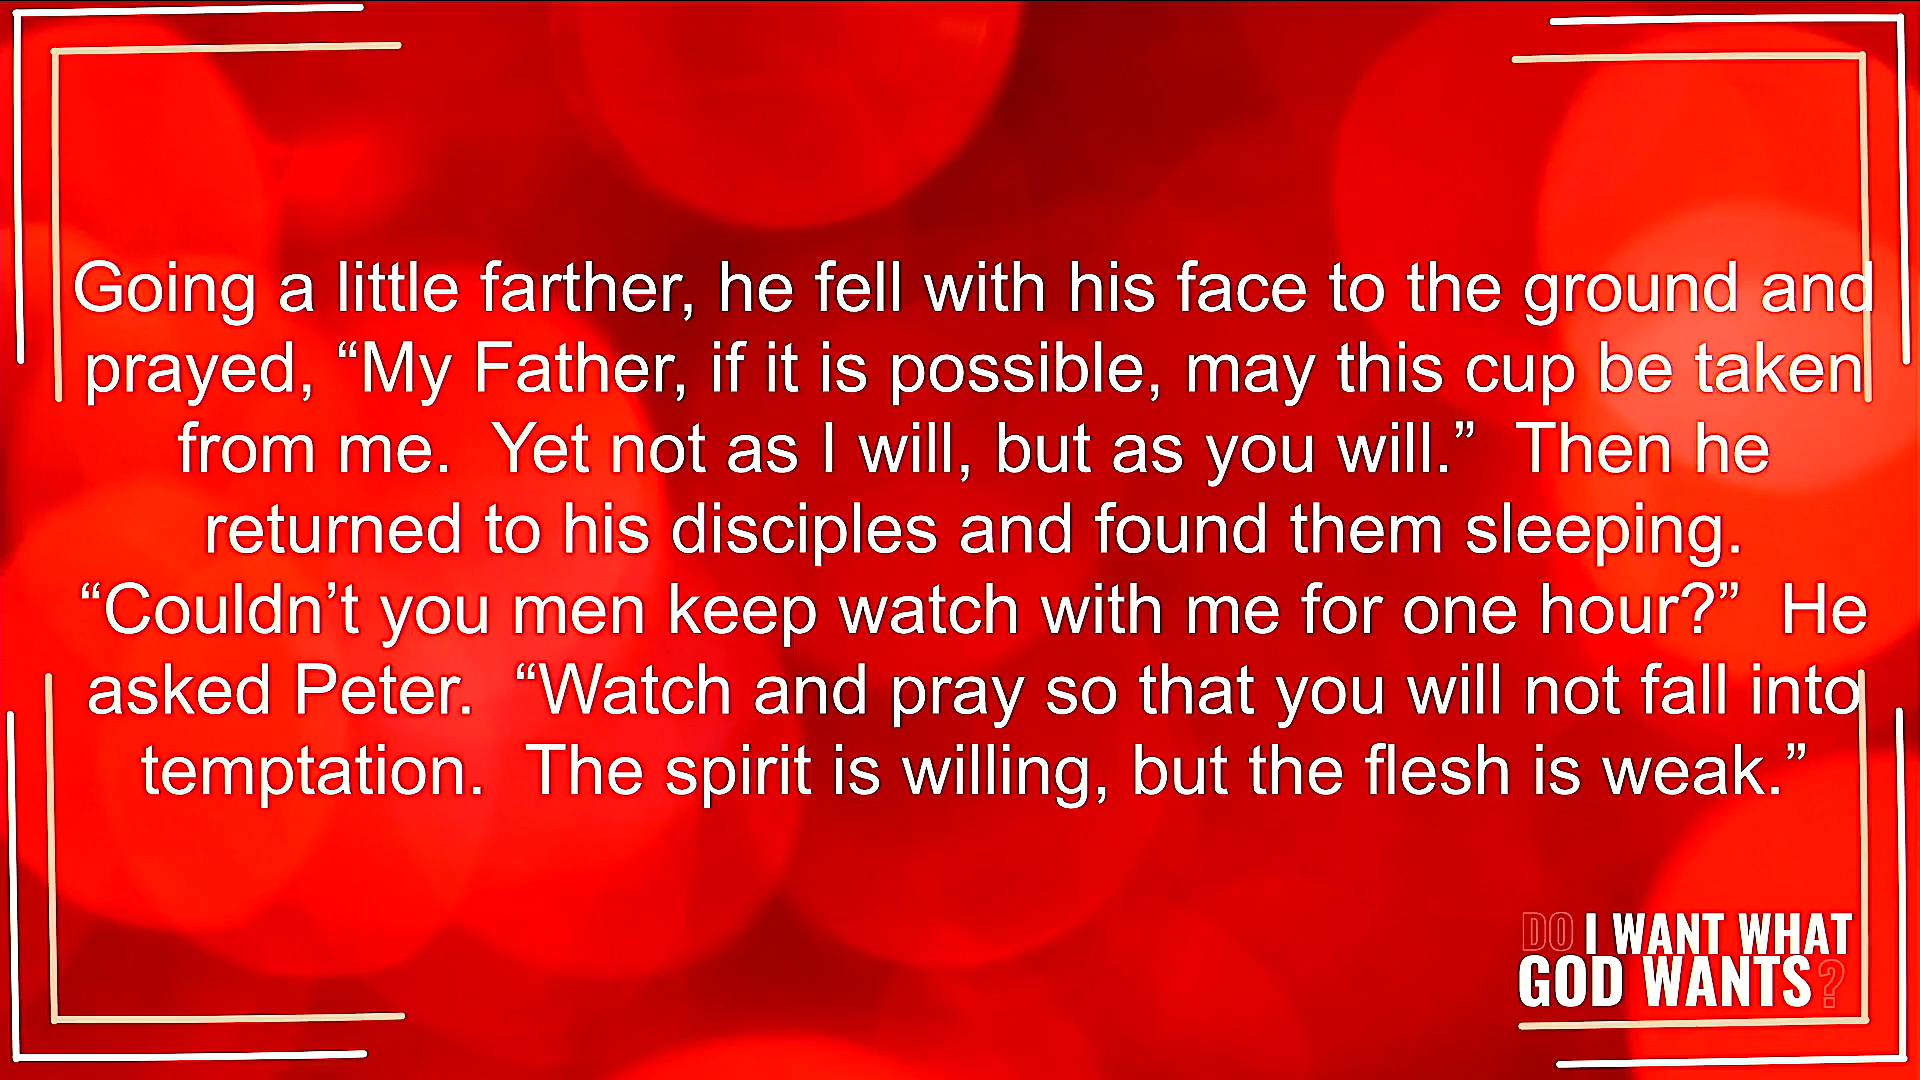 Going a little farther, he fell with his face to the ground and
prayed, “My Father, if it is possible, may this cup be taken
from me.  Yet not as I will, but as you will.”  Then he
returned to his disciples and found them sleeping.
“Couldn’t you men keep watch with me for one hour?”  He
asked Peter.  “Watch and pray so that you will not fall into
temptation.  The spirit is willing, but the flesh is weak.”
DO I WANT WHAT
GOD WANTS?